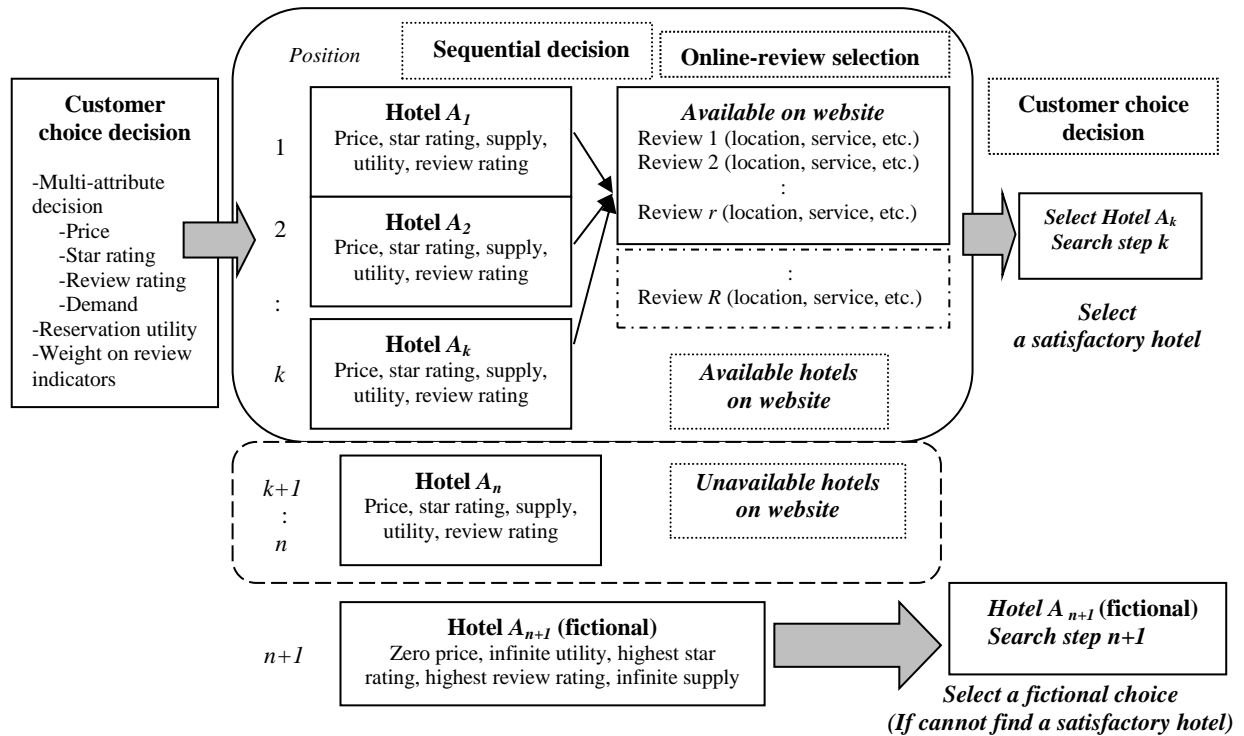 Customer
choice decision
-Multi-attribute
decision
-Price
-Star rating
-Review rating
-Demand
-Reservation utility
-Weight on review
indicators
Position
Sequential decision
Online-review selection
1
Hotel A1
Price, star rating, supply,
utility, review rating
2
Hotel A2
Price, star rating, supply,
utility, review rating
:
k
Hotel Ak
Price, star rating, supply,
utility, review rating
Available on website
Review 1 (location, service, etc.)
Review 2 (location, service, etc.)
:
Review r (location, service, etc.)
:
Review R (location, service, etc.)
Available hotels
on website
Customer choice
decision
Select Hotel Ak
Search step k
Select
a satisfactory hotel
k+1
:
n
Hotel An
Price, star rating, supply,
utility, review rating
Unavailable hotels
on website
n+1
Hotel An+1 (fictional)
Zero price, infinite utility, highest star
rating, highest review rating, infinite supply
Hotel A n+1 (fictional)
Search step n+1
Select a fictional choice
(If cannot find a satisfactory hotel)